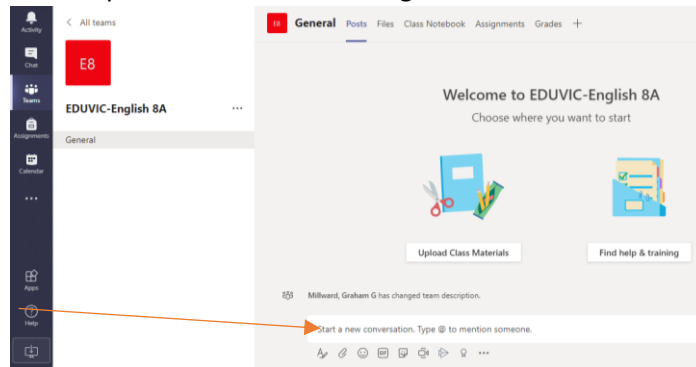 Activity
Chat
Teams
Assignments
Calendar
Apps
Help
All teams
E8
EDUVIC-English 8A
General
E8 General Posts Files Class Notebook Assignments Grades
Welcome to EDUVIC-English 8A
Choose where you want to start
Upload Class Materials
Find help & training
Millward, Graham G has changed team description.
Start a new conversation. Type @ to mention someone.
GIF